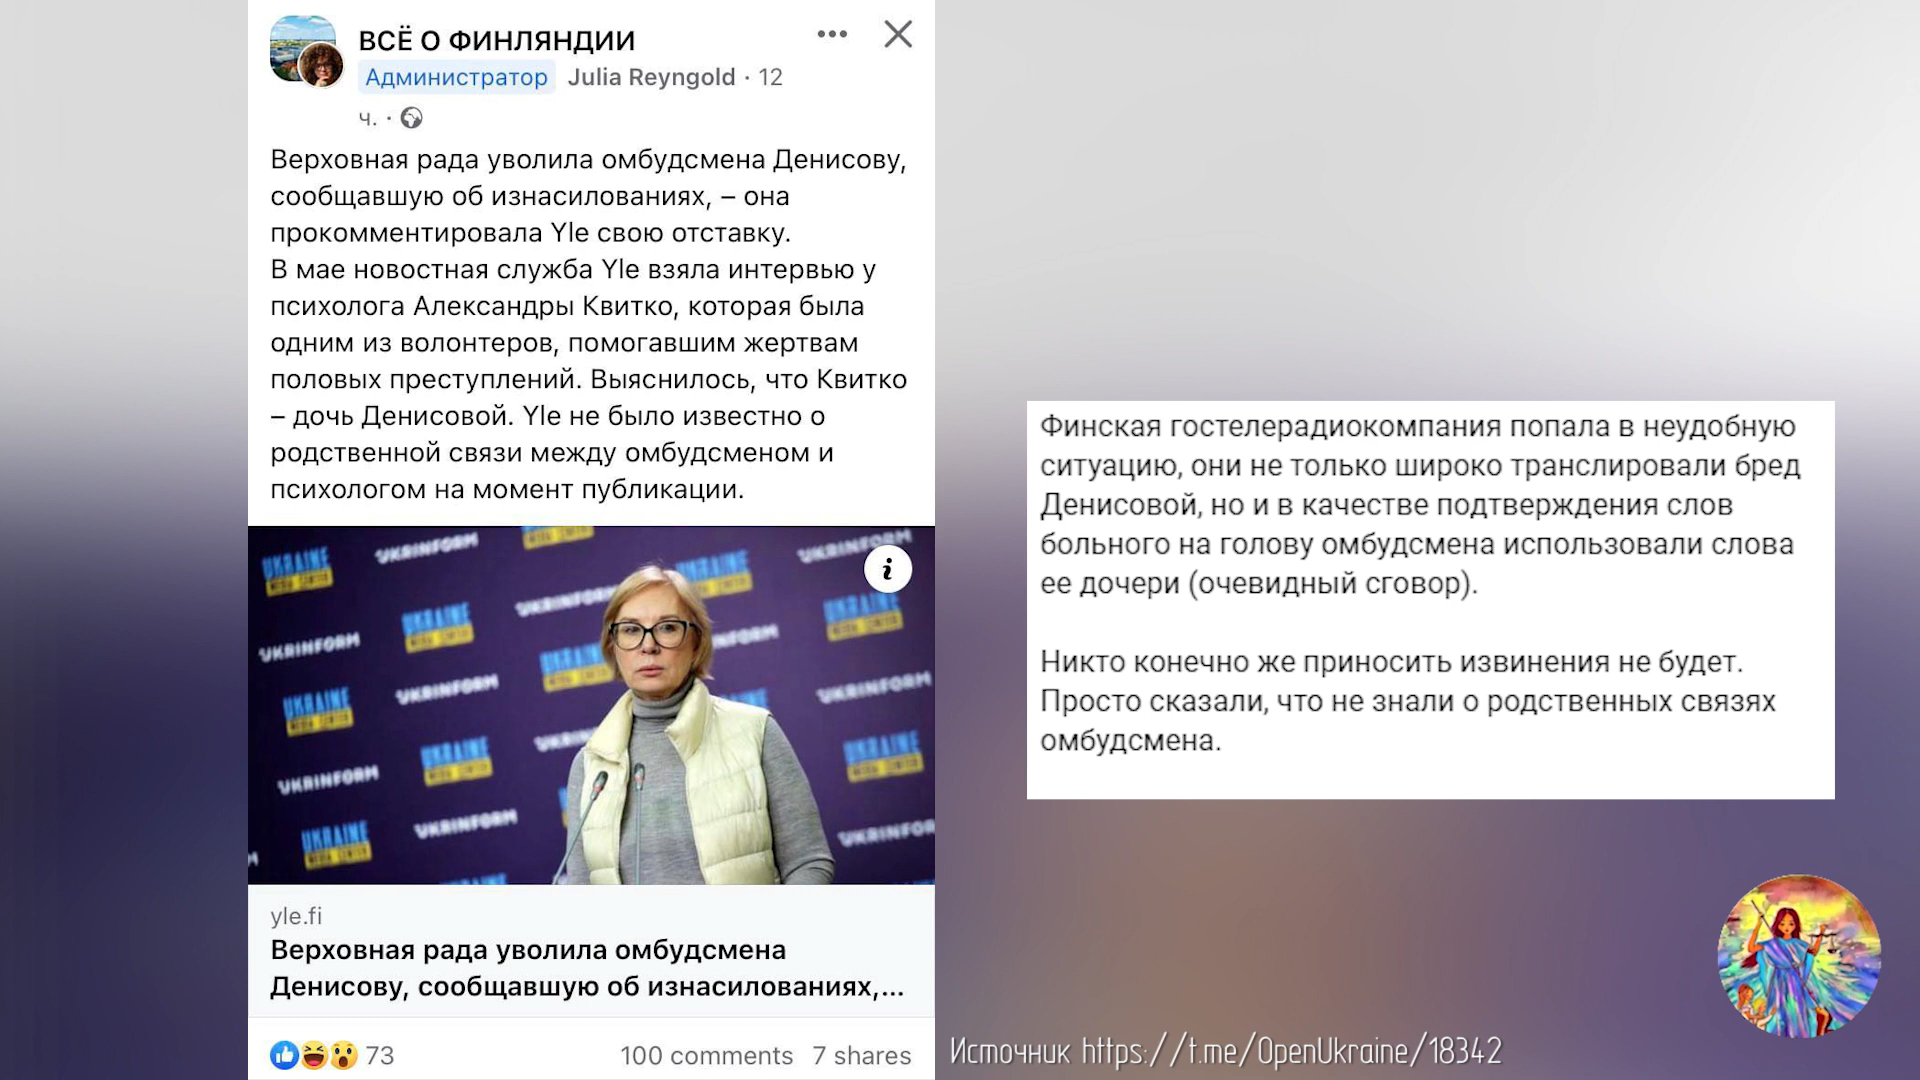 ВСЁ О ФИНЛЯНДИИ
Администратор Julia Reyngold · 12
ч. ·
Верховная рада уволила омбудсмена Денисову,
сообщавшую об изнасилованиях, – она
прокомментировала Yle свою отставку.
В мае новостная служба Yle взяла интервью у
психолога Александры Квитко, которая была
одним из волонтеров, помогавшим жертвам
половых преступлений. Выяснилось, что Квитко
– дочь Денисовой. Yle не было известно о
родственной связи между омбудсменом и
психологом на момент публикации.
UKRAINE
MEDIA CENTER
UKRINFORM
yle.fi
Верховная рада уволила омбудсмена
Денисову, сообщавшую об изнасилованиях,...
73
100 comments 7 shares
Финская гостелерадиокомпания попала в неудобную
ситуацию, они не только широко транслировали бред
Денисовой, но и в качестве подтверждения слов
больного на голову омбудсмена использовали слова
ее дочери (очевидный сговор).
Никто конечно же приносить извинения не будет.
Просто сказали, что не знали о родственных связях
омбудсмена.
Источник https://t.me/OpenUkraine/18342